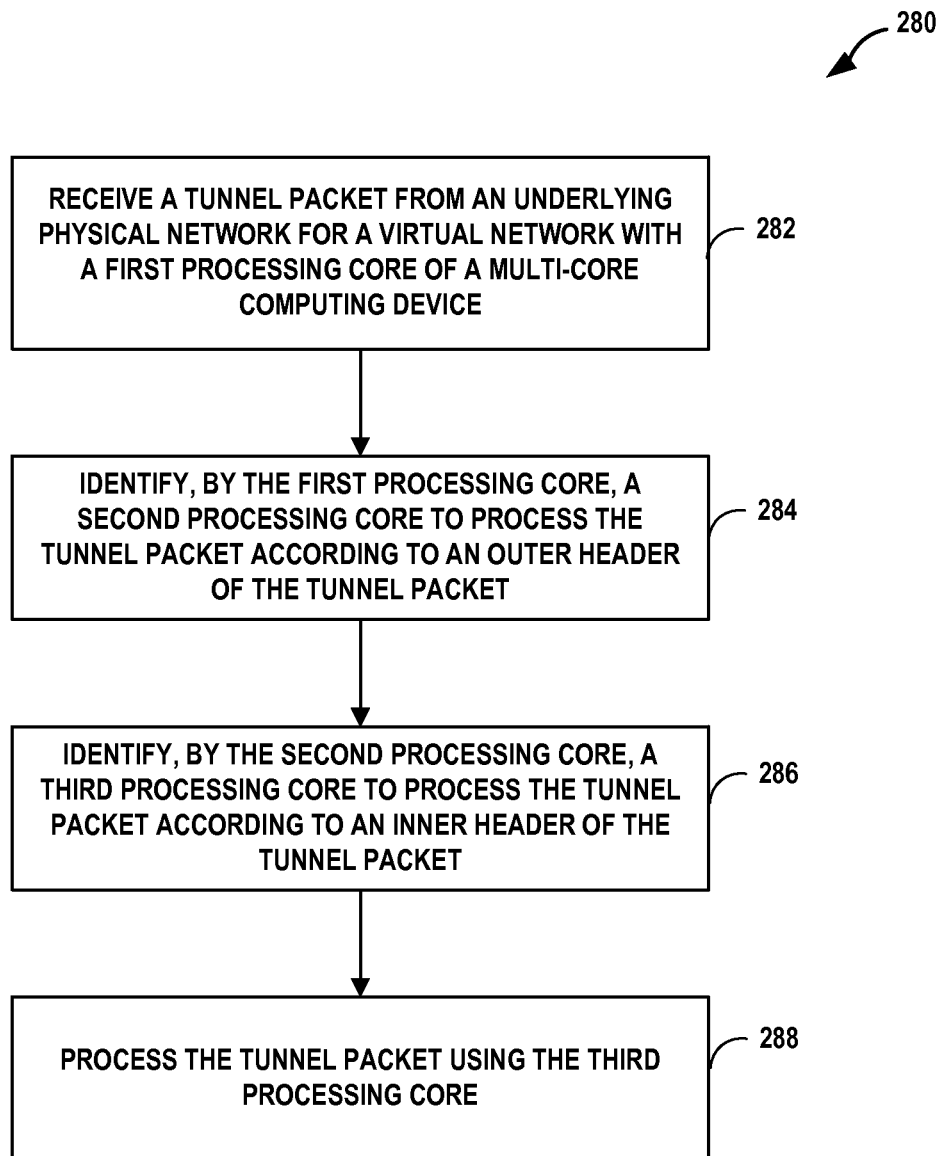 280
RECEIVE A TUNNEL PACKET FROM AN UNDERLYING
PHYSICAL NETWORK FOR A VIRTUAL NETWORK WITH
A FIRST PROCESSING CORE OF A MULTI-CORE
COMPUTING DEVICE
282
IDENTIFY, BY THE FIRST PROCESSING CORE, A
SECOND PROCESSING CORE TO PROCESS THE
TUNNEL PACKET ACCORDING TO AN OUTER HEADER
OF THE TUNNEL PACKET
284
IDENTIFY, BY THE SECOND PROCESSING CORE, A
THIRD PROCESSING CORE TO PROCESS THE TUNNEL
PACKET ACCORDING TO AN INNER HEADER OF THE
TUNNEL PACKET
286
PROCESS THE TUNNEL PACKET USING THE THIRD
PROCESSING CORE
288